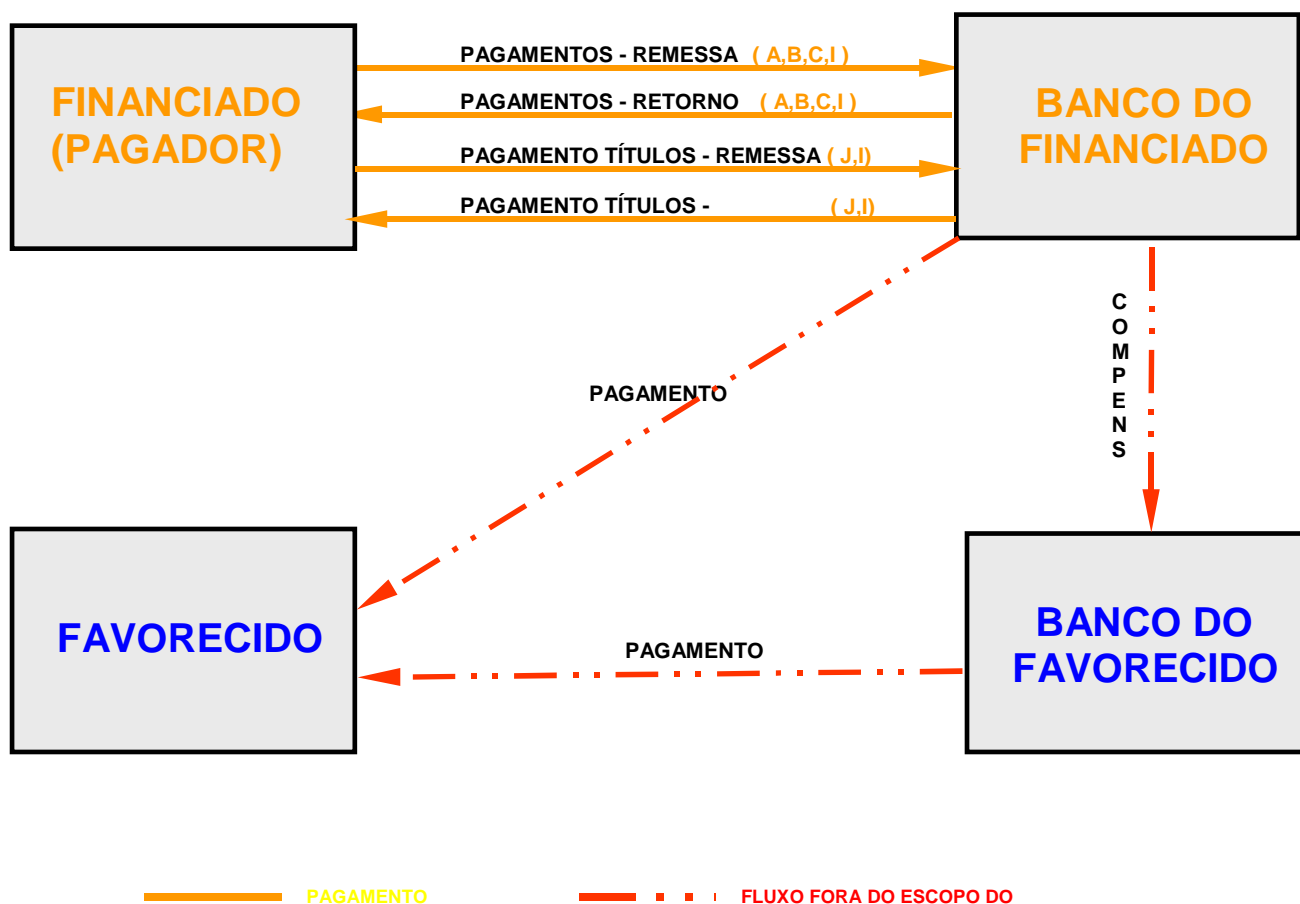 PAGAMENTOS - REMESSA ( A,B,C,I )
FINANCIADO
(PAGADOR)
PAGAMENTOS - RETORNO ( A,B,C,I )
BANCO DO
FINANCIADO
PAGAMENTO TÍTULOS - REMESSA ( J,I)
PAGAMENTO TÍTULOS - ( J,I)
C
O
M
P
E
N
S
PAGAMENTO
FAVORECIDO
PAGAMENTO
BANCO DO
FAVORECIDO
PAGAMENTO
FLUXO FORA DO ESCOPO DO